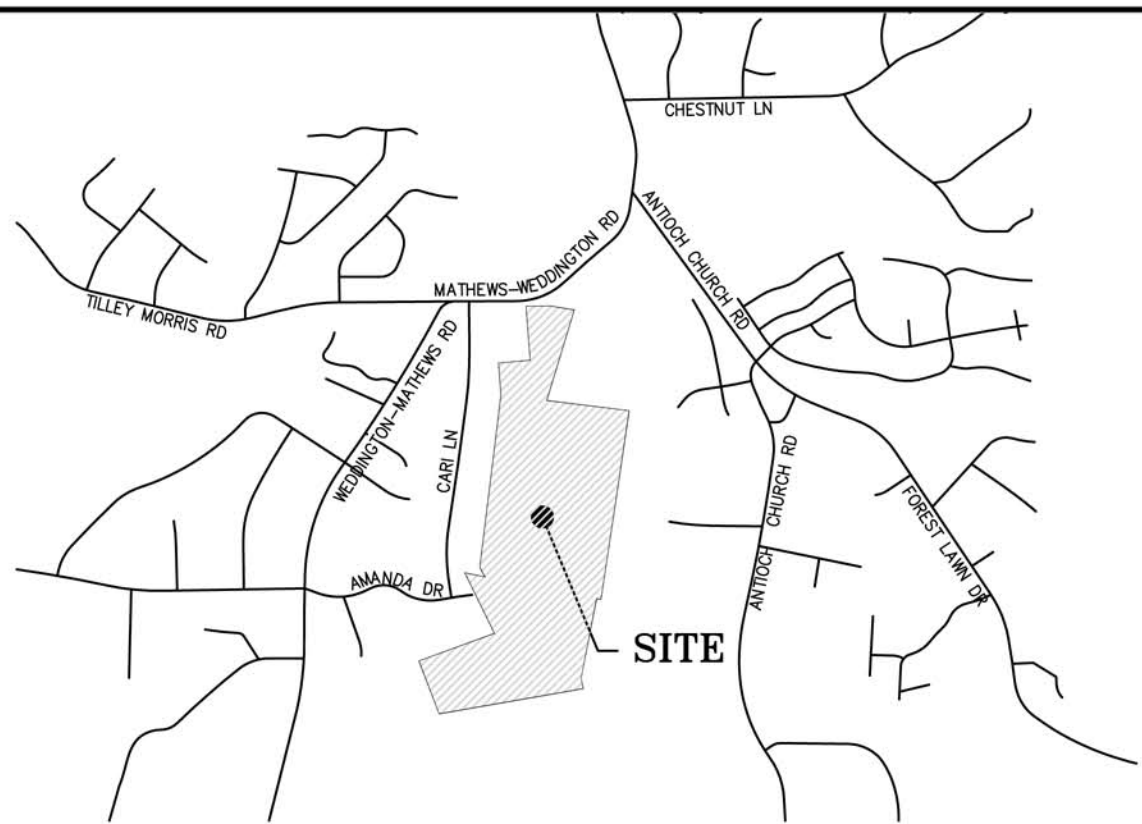 CHESTNUT LN
ANTIOCH CHURCH RD
MATHEWS-WEDDINGTON RD
TILLEY MORRIS RD
WEDDINGTON-MATHEWS RD
CARI LN
ANTIOCH CHURCH RD
FOREST LAWN DR
AMANDA DR
SITE